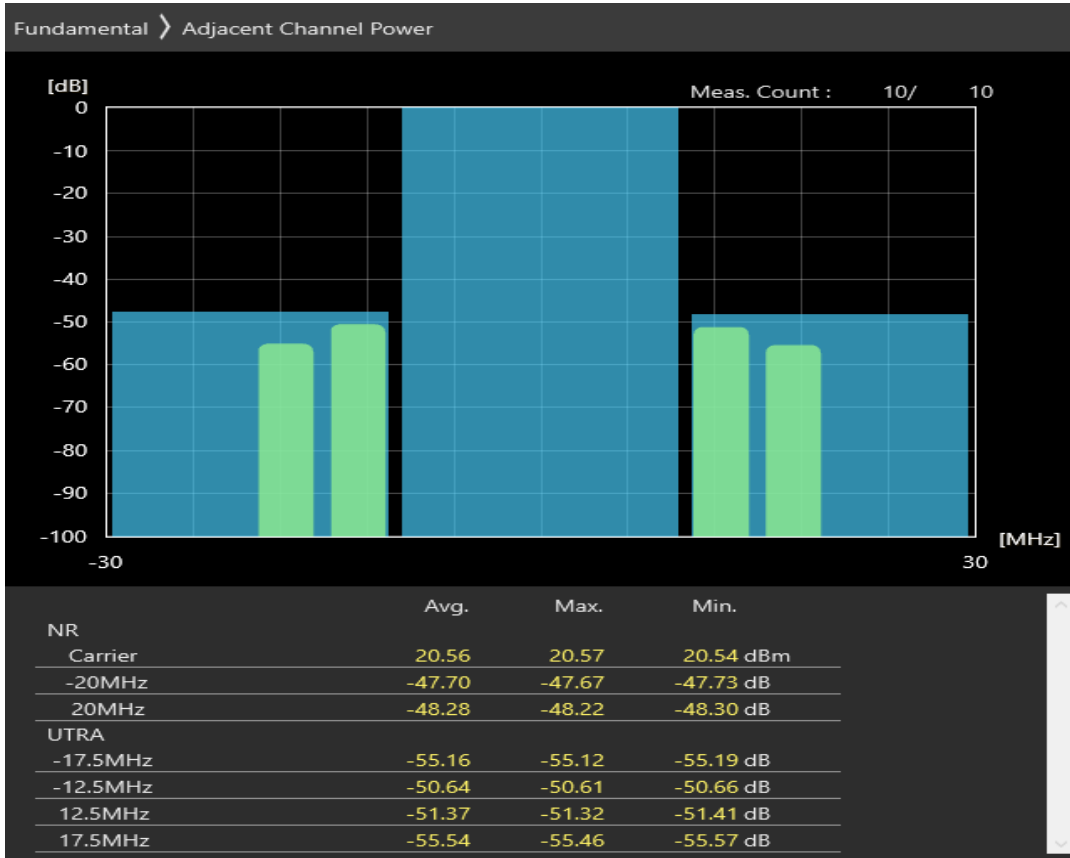 Fundamental ❭ Adjacent Channel Power
[dB]
Meas. Count : 10/ 10
0
-10
-20
-30
-40
-50
-60
-70
-80
-90
-100
[MHz]
-30 30
Avg. Max. Min.
NR
Carrier 20.56 20.57 20.54 dBm
-20MHz -47.70 -47.67 -47.73 dB
20MHz -48.28 -48.22 -48.30 dB
UTRA
-17.5MHz -55.16 -55.12 -55.19 dB
-12.5MHz -50.64 -50.61 -50.66 dB
12.5MHz -51.37 -51.32 -51.41 dB
17.5MHz -55.54 -55.46 -55.57 dB